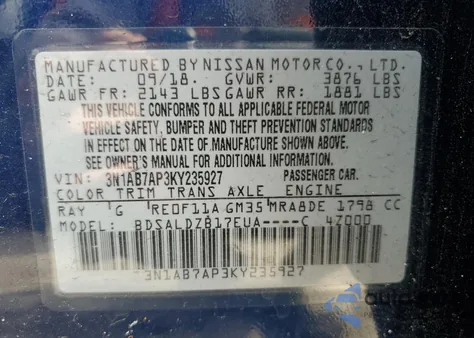 MANUFACTURED BY NISSAN MOTOR CO., LTD.
DATE: 09/18 GVWR: 3876 LBS
GAWR FR: 2143 LBS GAWR RR: 1881 LBS
THIS VEHICLE CONFORMS TO ALL APPLICABLE FEDERAL MOTOR
VEHICLE SAFETY, BUMPER AND THEFT PREVENTION STANDARDS
IN EFFECT ON THE DATE OF MANUFACTURE SHOWN ABOVE.
SEE OWNER'S MANUAL FOR ADDITIONAL INFORMATION.
VIN: 3N1AB7AP3KY235927 PASSENGER CAR.
COLOR TRIM TRANS AXLE ENGINE
RAY G RE0F11A GM35 MRA8DE 1798 CC
MODEL: BDSALDZB17EUA----C 4Z000
3N1AB7AP3KY235927